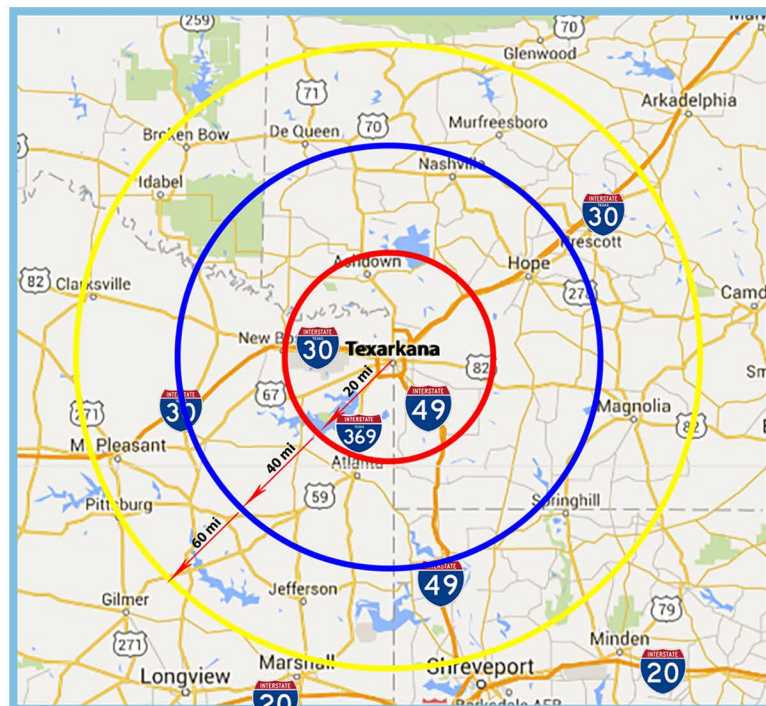 259
70
Glenwood
71
Arkadelphia
70
Murfreesboro
Broken Bow
De Queen
Nashville
Idabel
INTERSTATE
TEXAS
30
Prescott
Ashdown
Hope
82
Clarksville
278
INTERSTATE
TEXAS
30
Texarkana
82
20 mi
67
INTERSTATE
30
INTERSTATE
49
Magnolia
271
INTERSTATE
TEXAS
369
82
Mt Pleasant
40 mi
Atlanta
59
Springhill
Pittsburg
60 mi
INTERSTATE
49
Jefferson
79
Gilmer
271
Minden
Longview
Marshall
Shreveport
INTERSTATE
20
INTERSTATE
20